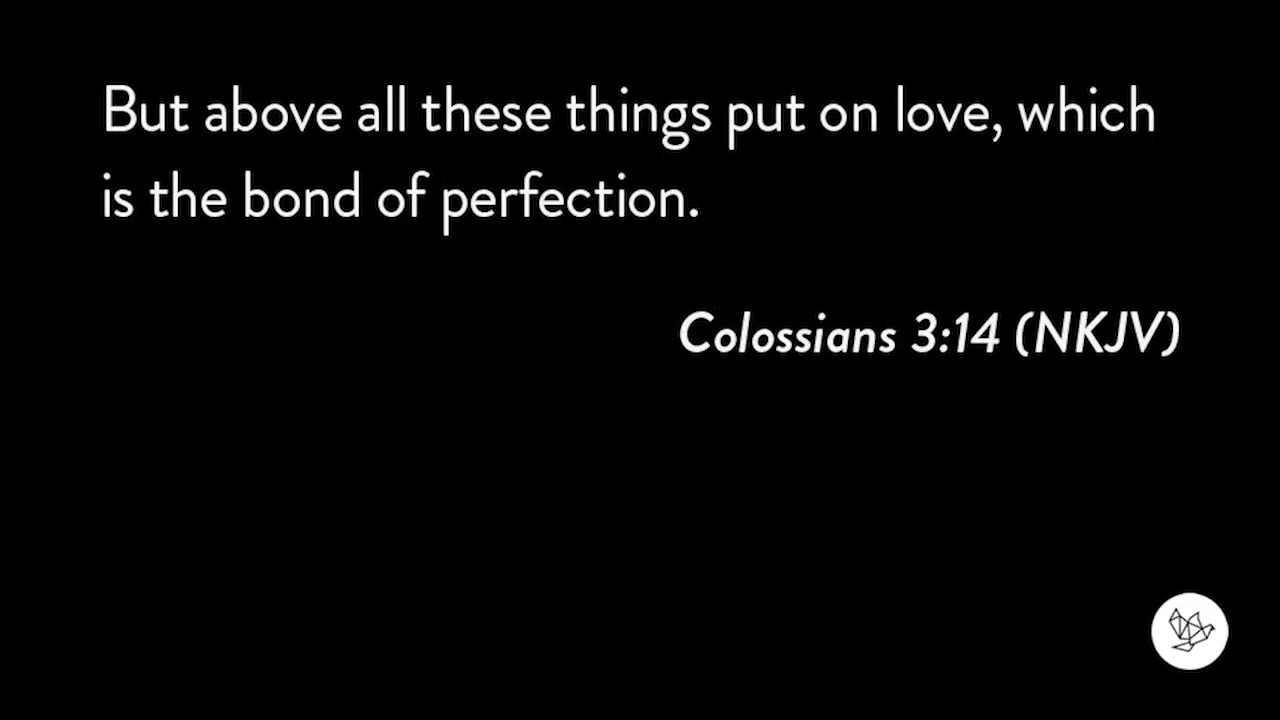 But above all these things put on love, which
is the bond of perfection.
Colossians 3:14 (NKJV)